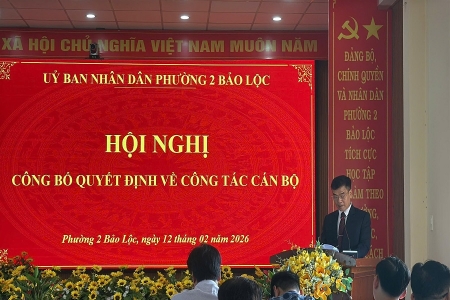 XÃ HỘI CHỦ NGHĨA VIỆT NAM MUÔN NĂM
ỦY BAN NHÂN DÂN PHƯỜNG 2 BẢO LỘC
HỘI NGHỊ
CÔNG BỐ QUYẾT ĐỊNH VỀ CÔNG TÁC CÁN BỘ
Phường 2 Bảo Lộc, ngày 12 tháng 02 năm 2026
ĐẢNG BỘ,
CHÍNH QUYỀN
VÀ NHÂN DÂN
PHƯỜNG 2
BẢO LỘC
TÍCH CỰC
HỌC TẬP
THEO